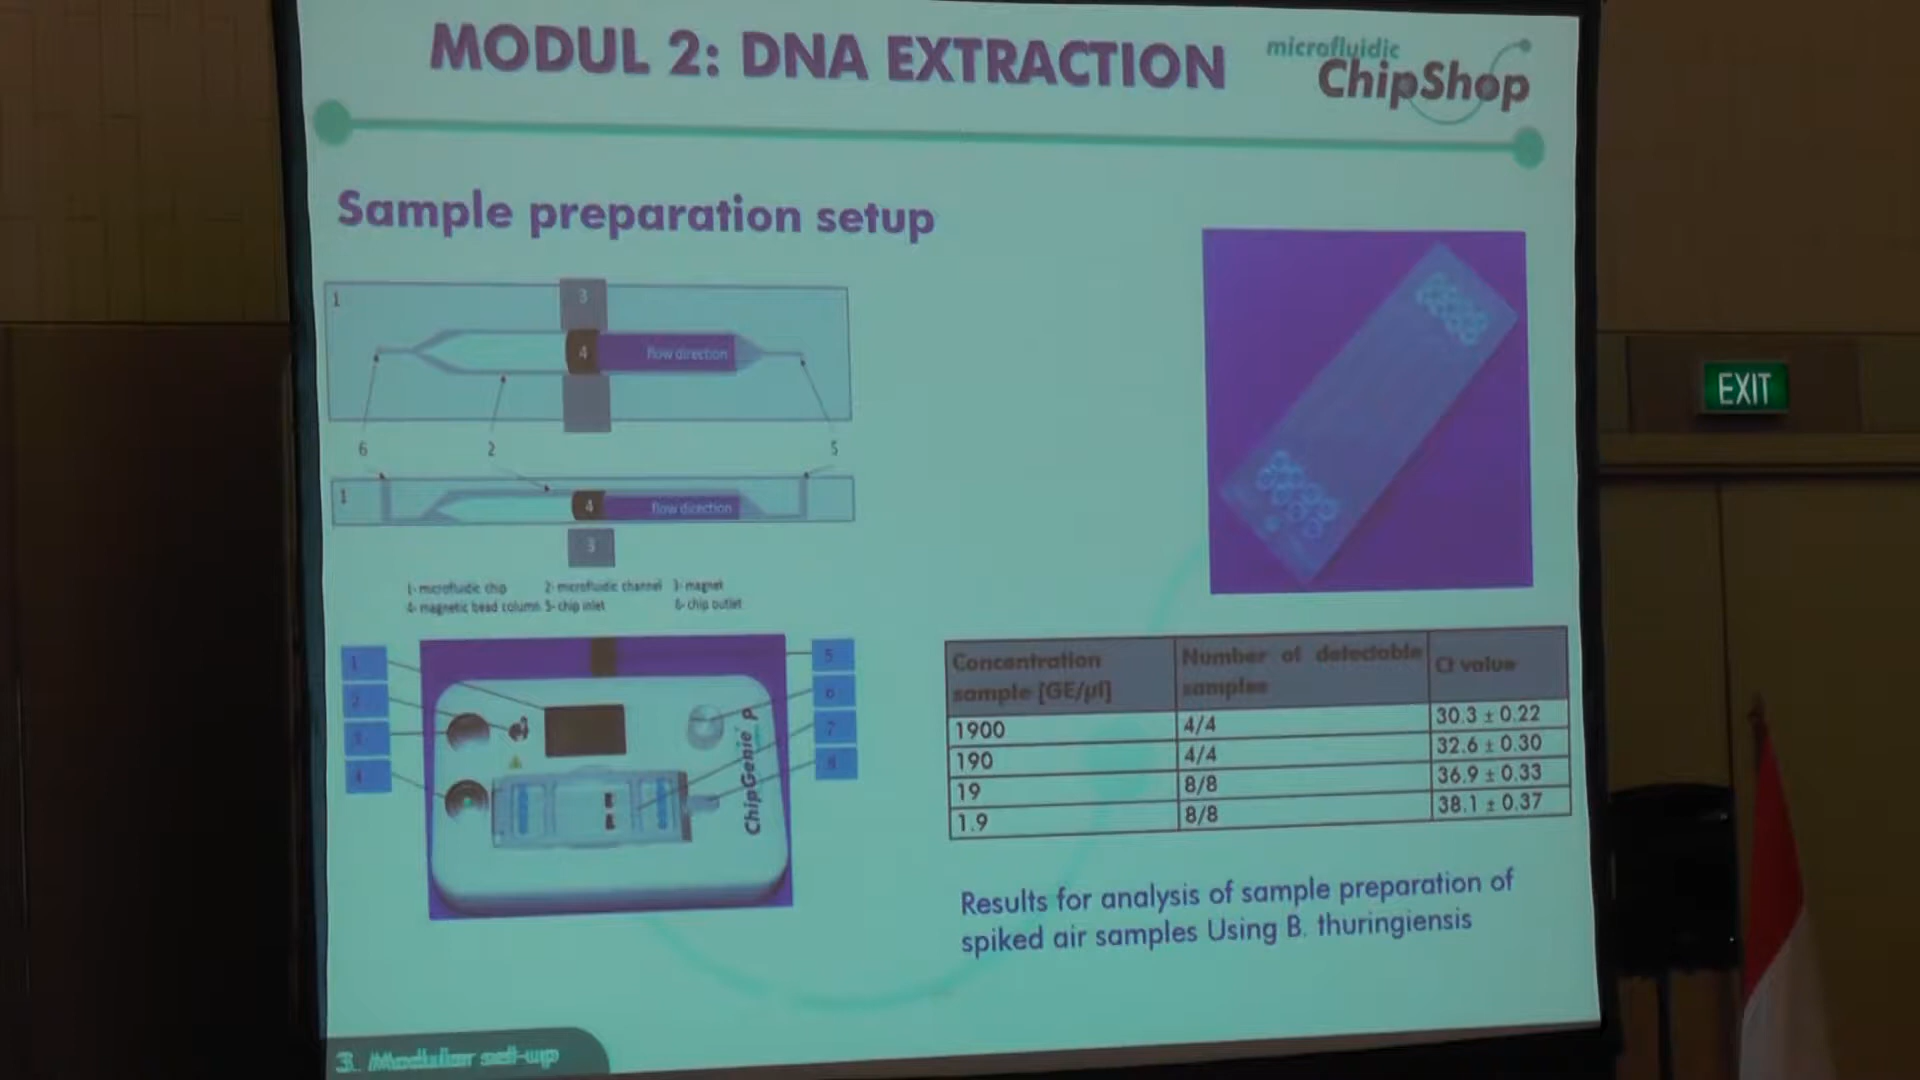 MODUL 2: DNA EXTRACTION
microfluidic
ChipShop
Sample preparation setup
1
3
4
flow direction
6
2
5
1
4
flow direction
3
1- microfluidic chip 2- microfluidic channel 3- magnet
4- magnetic bead column 5- chip inlet 6- chip outlet
1
2
3
4
5
6
7
8
ChipGenie P
Concentration sample [GE/µl] Number of detectable samples Ct value
1900 4/4 30.3 ± 0.22
190 4/4 32.6 ± 0.30
19 8/8 36.9 ± 0.33
1.9 8/8 38.1 ± 0.37
Results for analysis of sample preparation of
spiked air samples Using B. thuringiensis
3. Modular set-up
EXIT